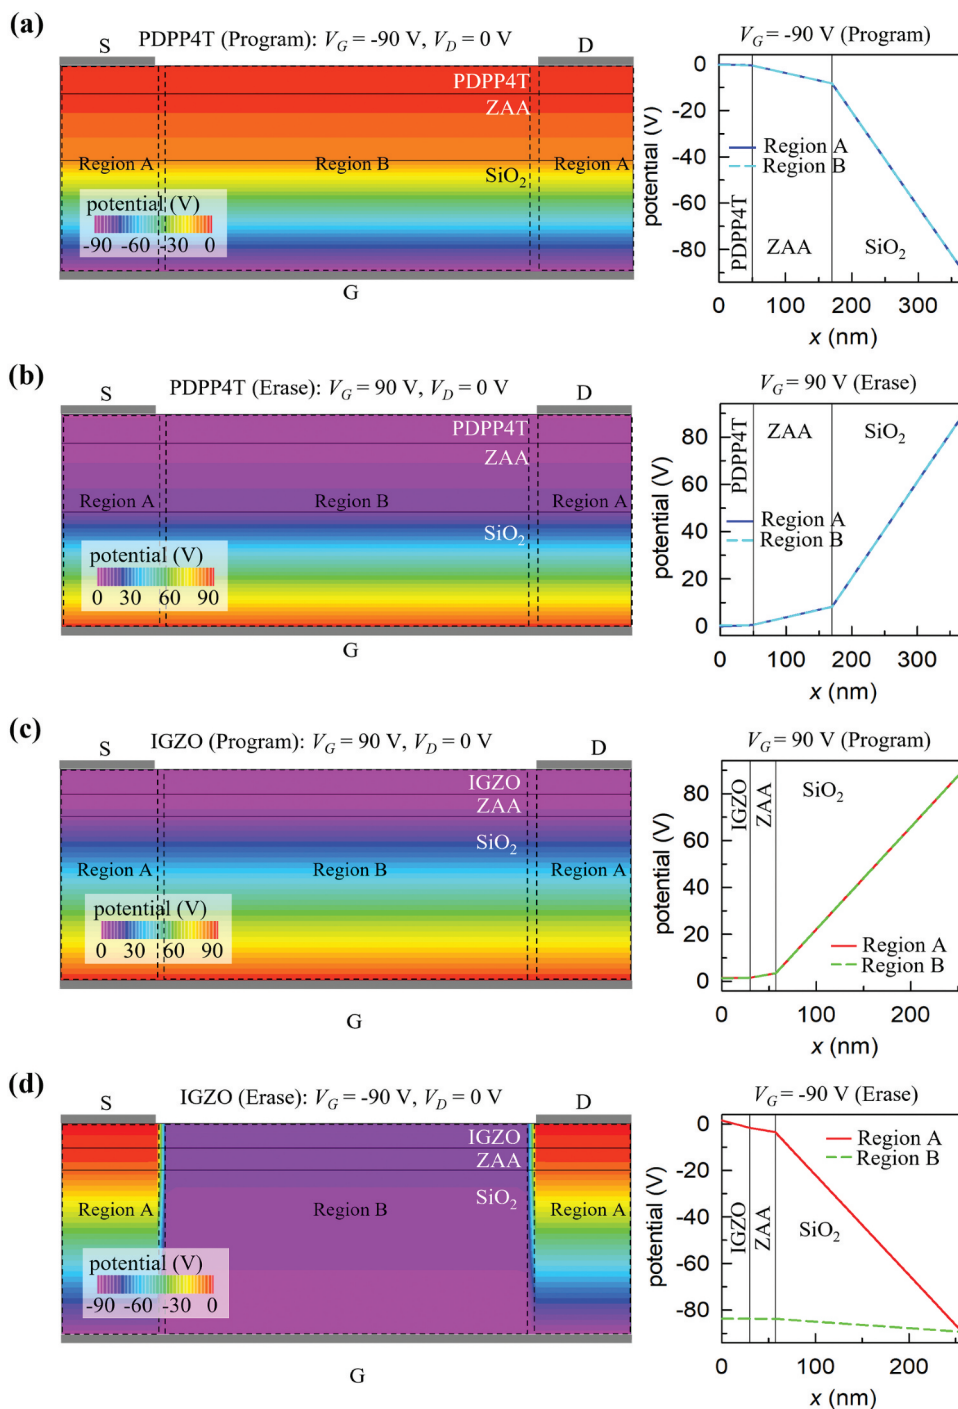 (a)
PDPP4T (Program): V_G = -90 V, V_D = 0 V
S
D
PDPP4T
ZAA
Region A
Region B
Region A
SiO₂
potential (V)
-90 -60 -30 0
G
V_G = -90 V (Program)
0
-20
-40
-60
-80
potential (V)
Region A
Region B
PDPP4T
ZAA
SiO₂
0 100 200 300
x (nm)
(b)
PDPP4T (Erase): V_G = 90 V, V_D = 0 V
S
D
PDPP4T
ZAA
Region A
Region B
Region A
SiO₂
potential (V)
0 30 60 90
G
V_G = 90 V (Erase)
80
60
40
20
0
potential (V)
PDPP4T
ZAA
SiO₂
Region A
Region B
0 100 200 300
x (nm)
(c)
IGZO (Program): V_G = 90 V, V_D = 0 V
S
D
IGZO
ZAA
SiO₂
Region A
Region B
Region A
potential (V)
0 30 60 90
G
V_G = 90 V (Program)
80
60
40
20
0
potential (V)
IGZO
ZAA
SiO₂
Region A
Region B
0 100 200
x (nm)
(d)
IGZO (Erase): V_G = -90 V, V_D = 0 V
S
D
IGZO
ZAA
SiO₂
Region A
Region B
Region A
potential (V)
-90 -60 -30 0
G
V_G = -90 V (Erase)
0
-20
-40
-60
-80
potential (V)
Region A
Region B
IGZO
ZAA
SiO₂
0 100 200
x (nm)